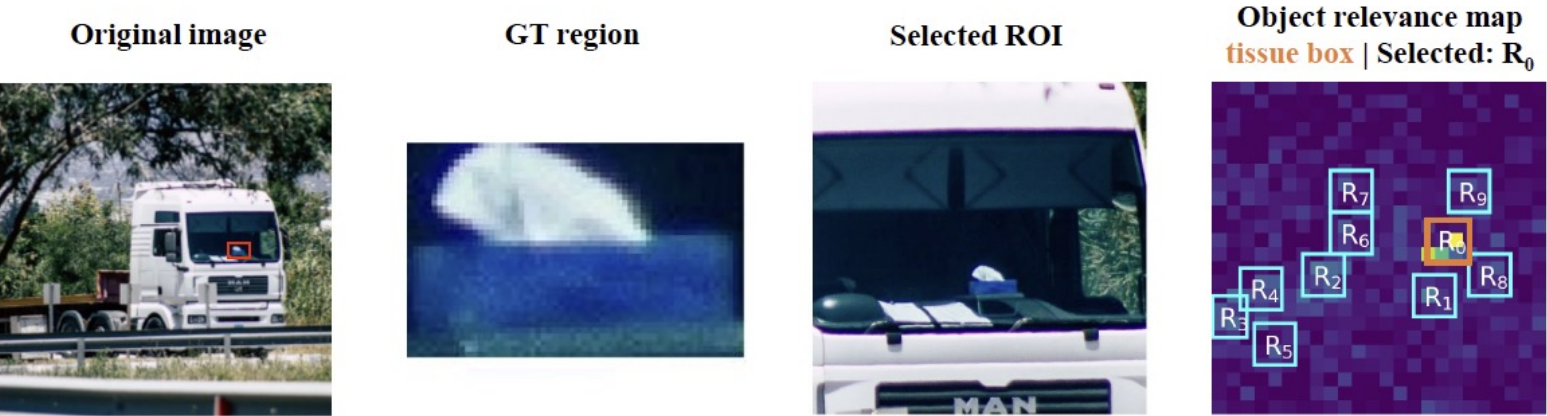 Original image
GT region
Selected ROI
Object relevance map
tissue box | Selected: R₀
MAN
MAN
R₇
R₉
R₆
R₀
R₂
R₈
R₄
R₁
R₃
R₅